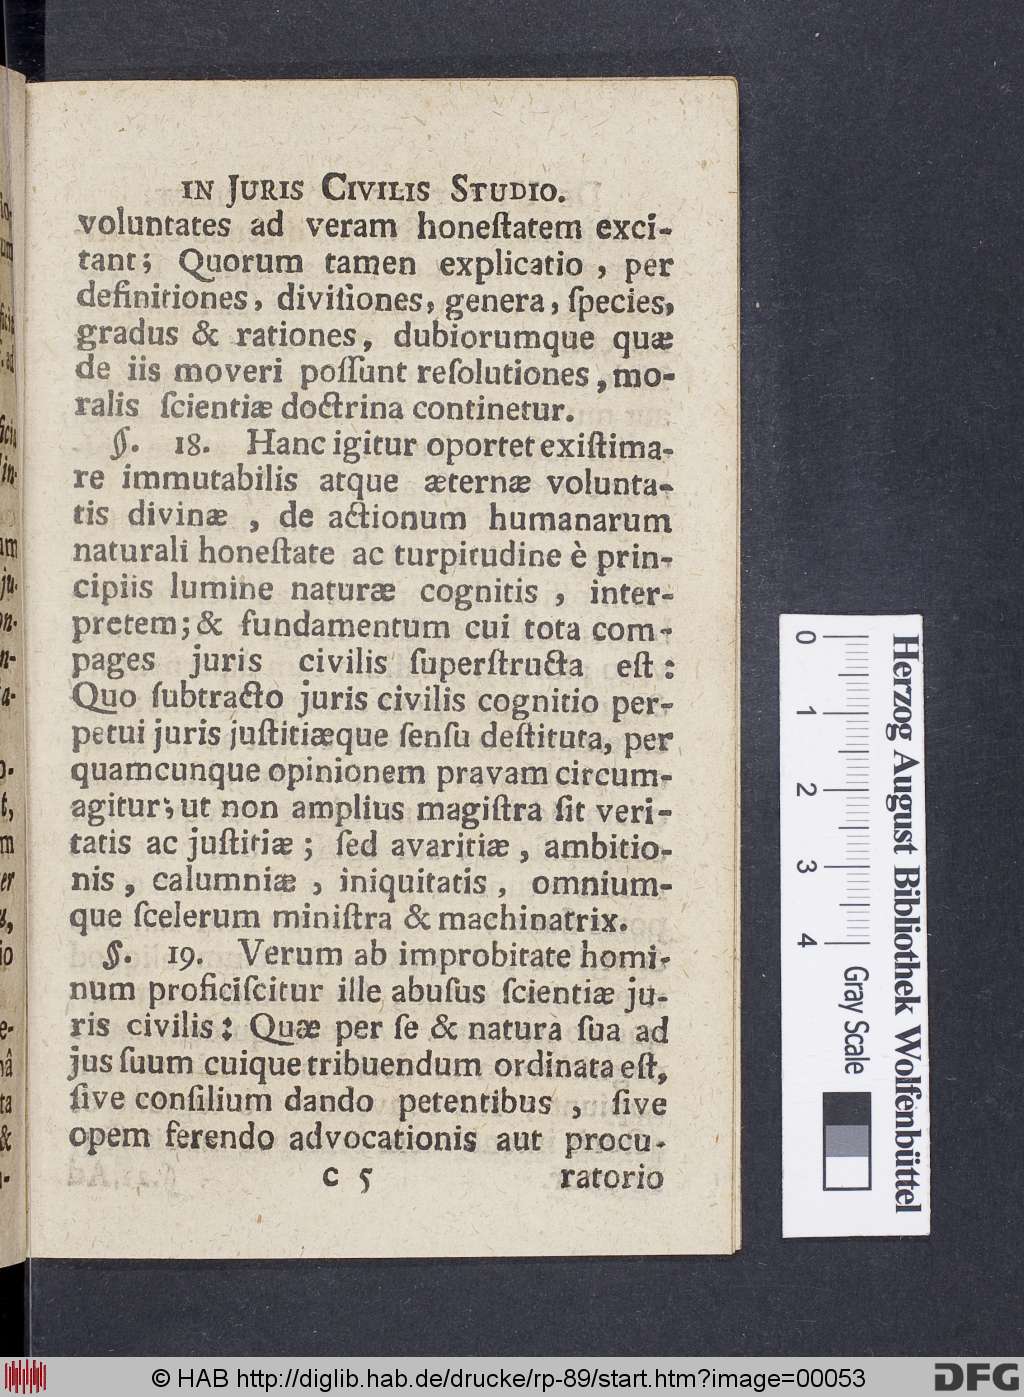 IN JURIS CIVILIS STUDIO.
voluntates ad veram honeſtatem exci-
tant; Quorum tamen explicatio, per
definitiones, diviſiones, genera, ſpecies,
gradus & rationes, dubiorumque quæ
de iis moveri poſſunt reſolutiones, mo-
ralis ſcientiæ doctrina continetur.
§. 18. Hanc igitur oportet exiſtima-
re immutabilis atque æternæ volunta-
tis divinæ, de actionum humanarum
naturali honeſtate ac turpitudine è prin-
cipiis lumine naturæ cognitis, inter-
pretem; & fundamentum cui tota com-
pages juris civilis ſuperſtructa eſt:
Quo ſubtracto juris civilis cognitio per-
petui juris juſtitiæque ſenſu deſtituta, per
quamcunque opinionem pravam circum-
agitur; ut non amplius magiſtra ſit veri-
tatis ac juſtitiæ; ſed avaritiæ, ambitio-
nis, calumniæ, iniquitatis, omnium-
que ſcelerum miniſtra & machinatrix.
§. 19. Verum ab improbitate homi-
num proficiſcitur ille abuſus ſcientiæ ju-
ris civilis: Quæ per ſe & natura ſua ad
jus ſuum cuique tribuendum ordinata eſt,
ſive conſilium dando petentibus, ſive
opem ferendo advocationis aut procu-
C 5 ratorio
0 1 2 3 4 Gray Scale
Herzog August Bibliothek Wolfenbüttel
© HAB http://diglib.hab.de/drucke/rp-89/start.htm?image=00053
DFG